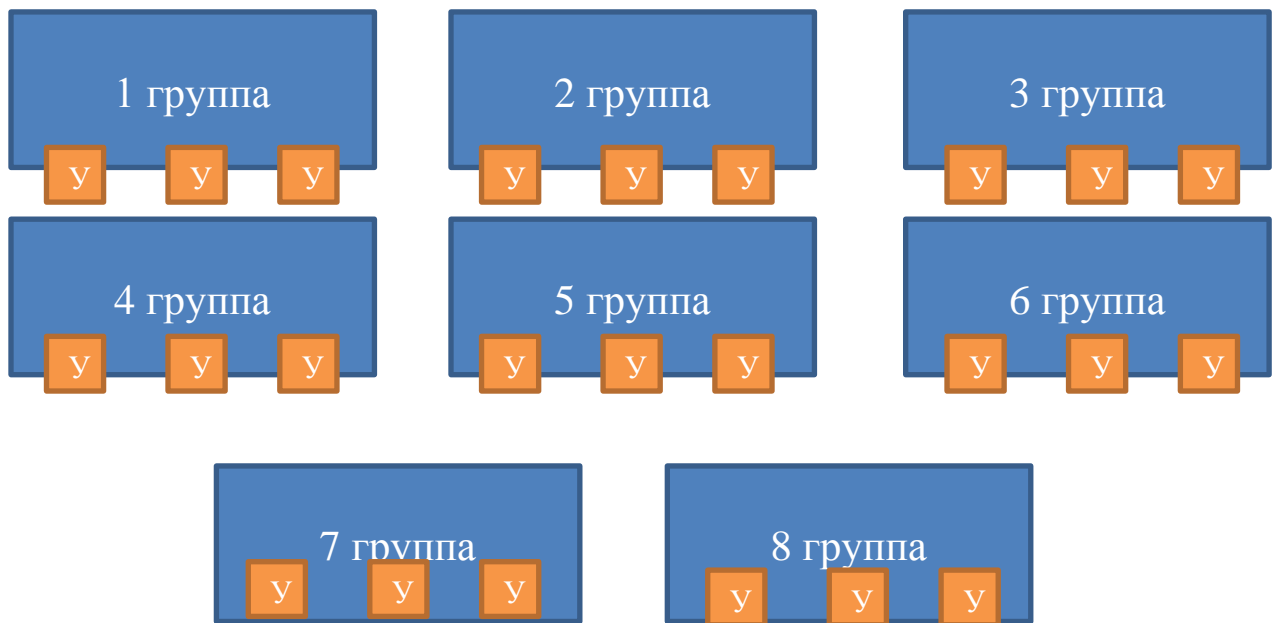 1 группа
2 группа
3 группа
У У У
У У У
У У У
4 группа
5 группа
6 группа
У У У
У У У
У У У
7 группа
8 группа
У У У
У У У